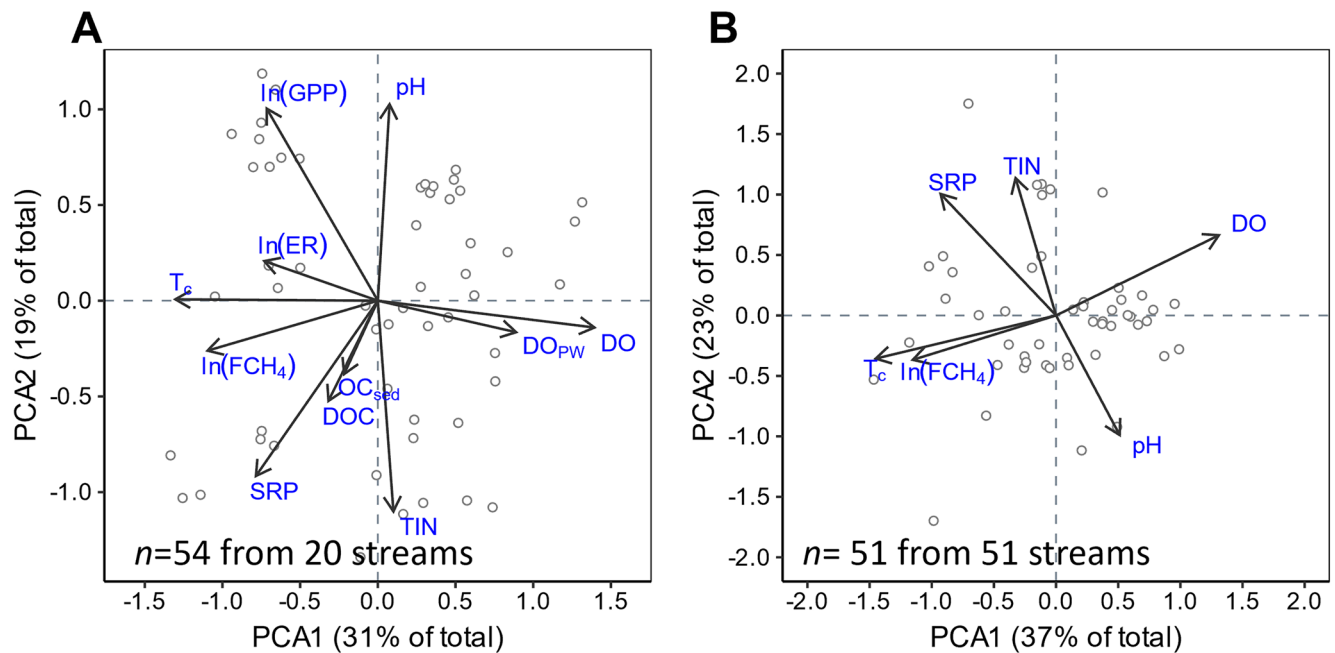 A
B
ln(GPP)
pH
ln(ER)
Tc
ln(FCH4)
DOPW
DO
OCsed
DOC
SRP
TIN
n=54 from 20 streams
1.0
0.5
0.0
-0.5
-1.0
-1.5
-1.0
-0.5
0.0
0.5
1.0
1.5
PCA1 (31% of total)
PCA2 (19% of total)
TIN
SRP
DO
Tc
ln(FCH4)
pH
n= 51 from 51 streams
2.0
1.5
1.0
0.5
0.0
-0.5
-1.0
-1.5
-2.0
-2.0
-1.5
-1.0
-0.5
0.0
0.5
1.0
1.5
2.0
PCA1 (37% of total)
PCA2 (23% of total)